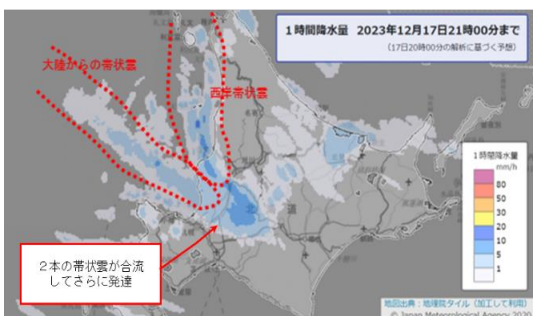 1時間降水量 2023年12月17日21時00分まで
(17日20時00分の解析に基づく予想)
大陸からの帯状雲
西岸帯状雲
北
道
1時間降水量
mm/h
80
50
30
20
10
5
1
2本の帯状雲が合流
してさらに発達
地図出典：地理院タイル（加工して利用）
© Japan Meteorological Agency 2020